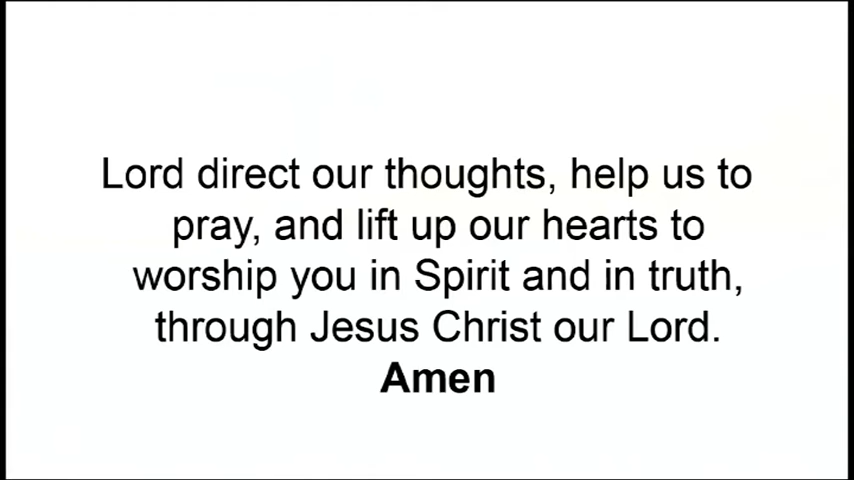 Lord direct our thoughts, help us to
pray, and lift up our hearts to
worship you in Spirit and in truth,
through Jesus Christ our Lord.
Amen